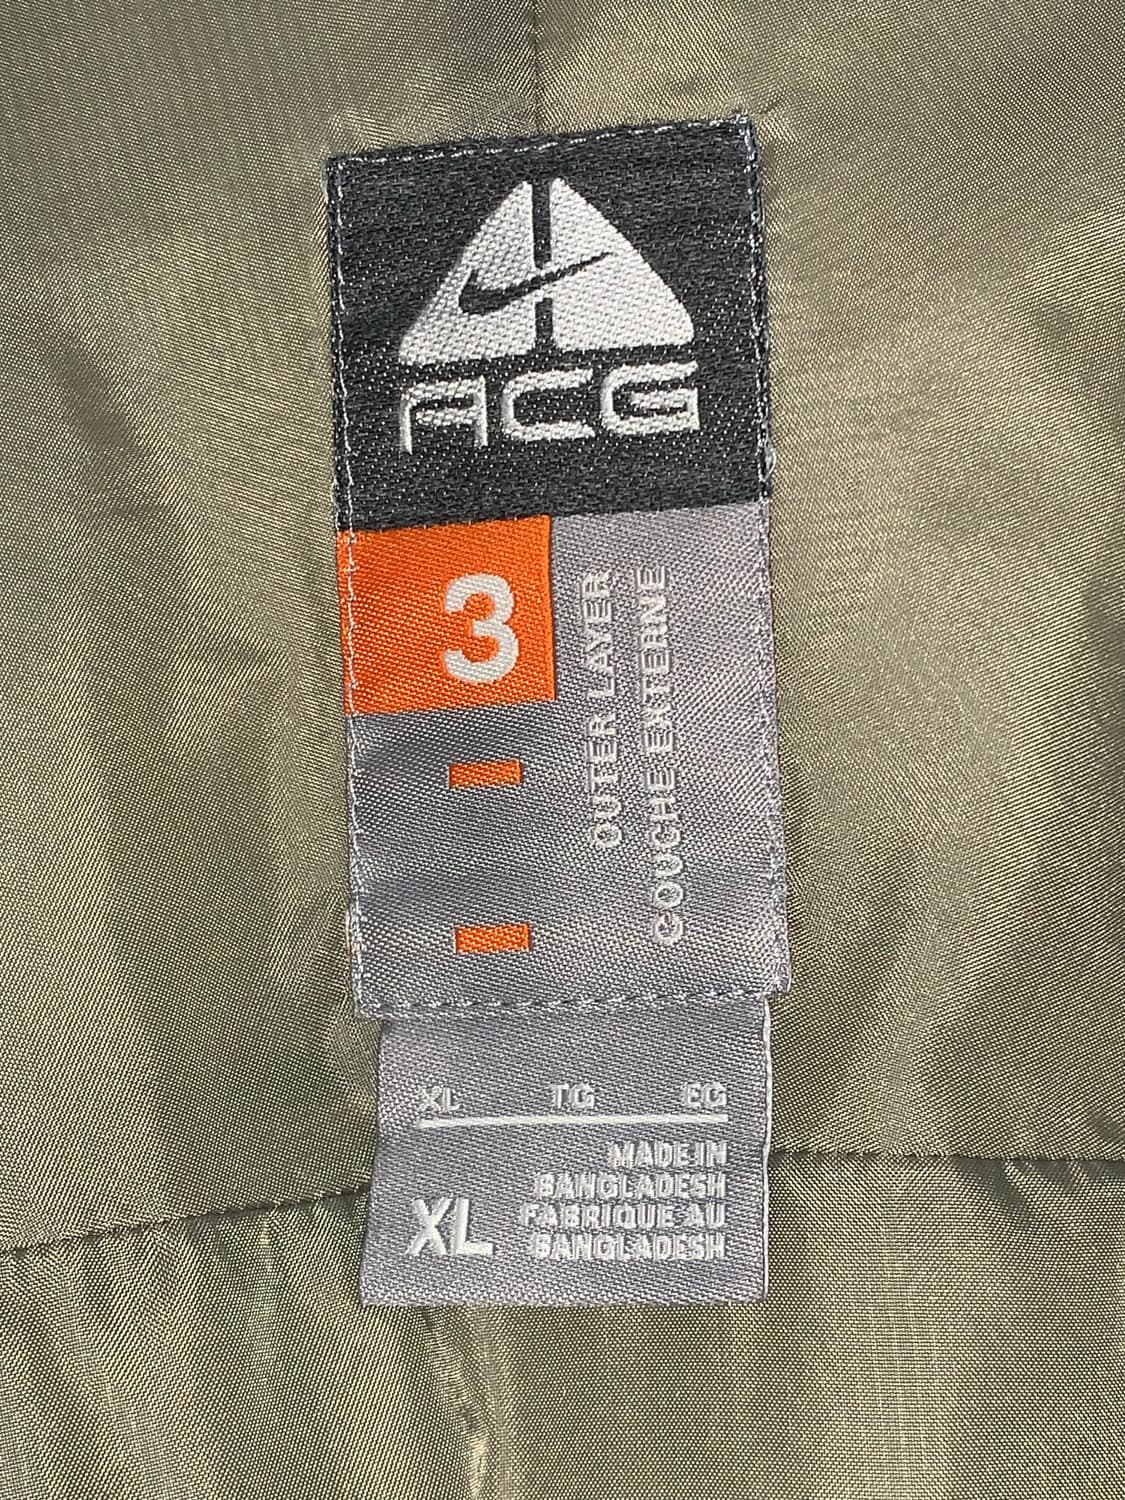 ACG
3
OUTER LAYER
COUCHE EXTERNE
XL TG EG
XL
MADE IN
BANGLADESH
FABRIQUE AU
BANGLADESH